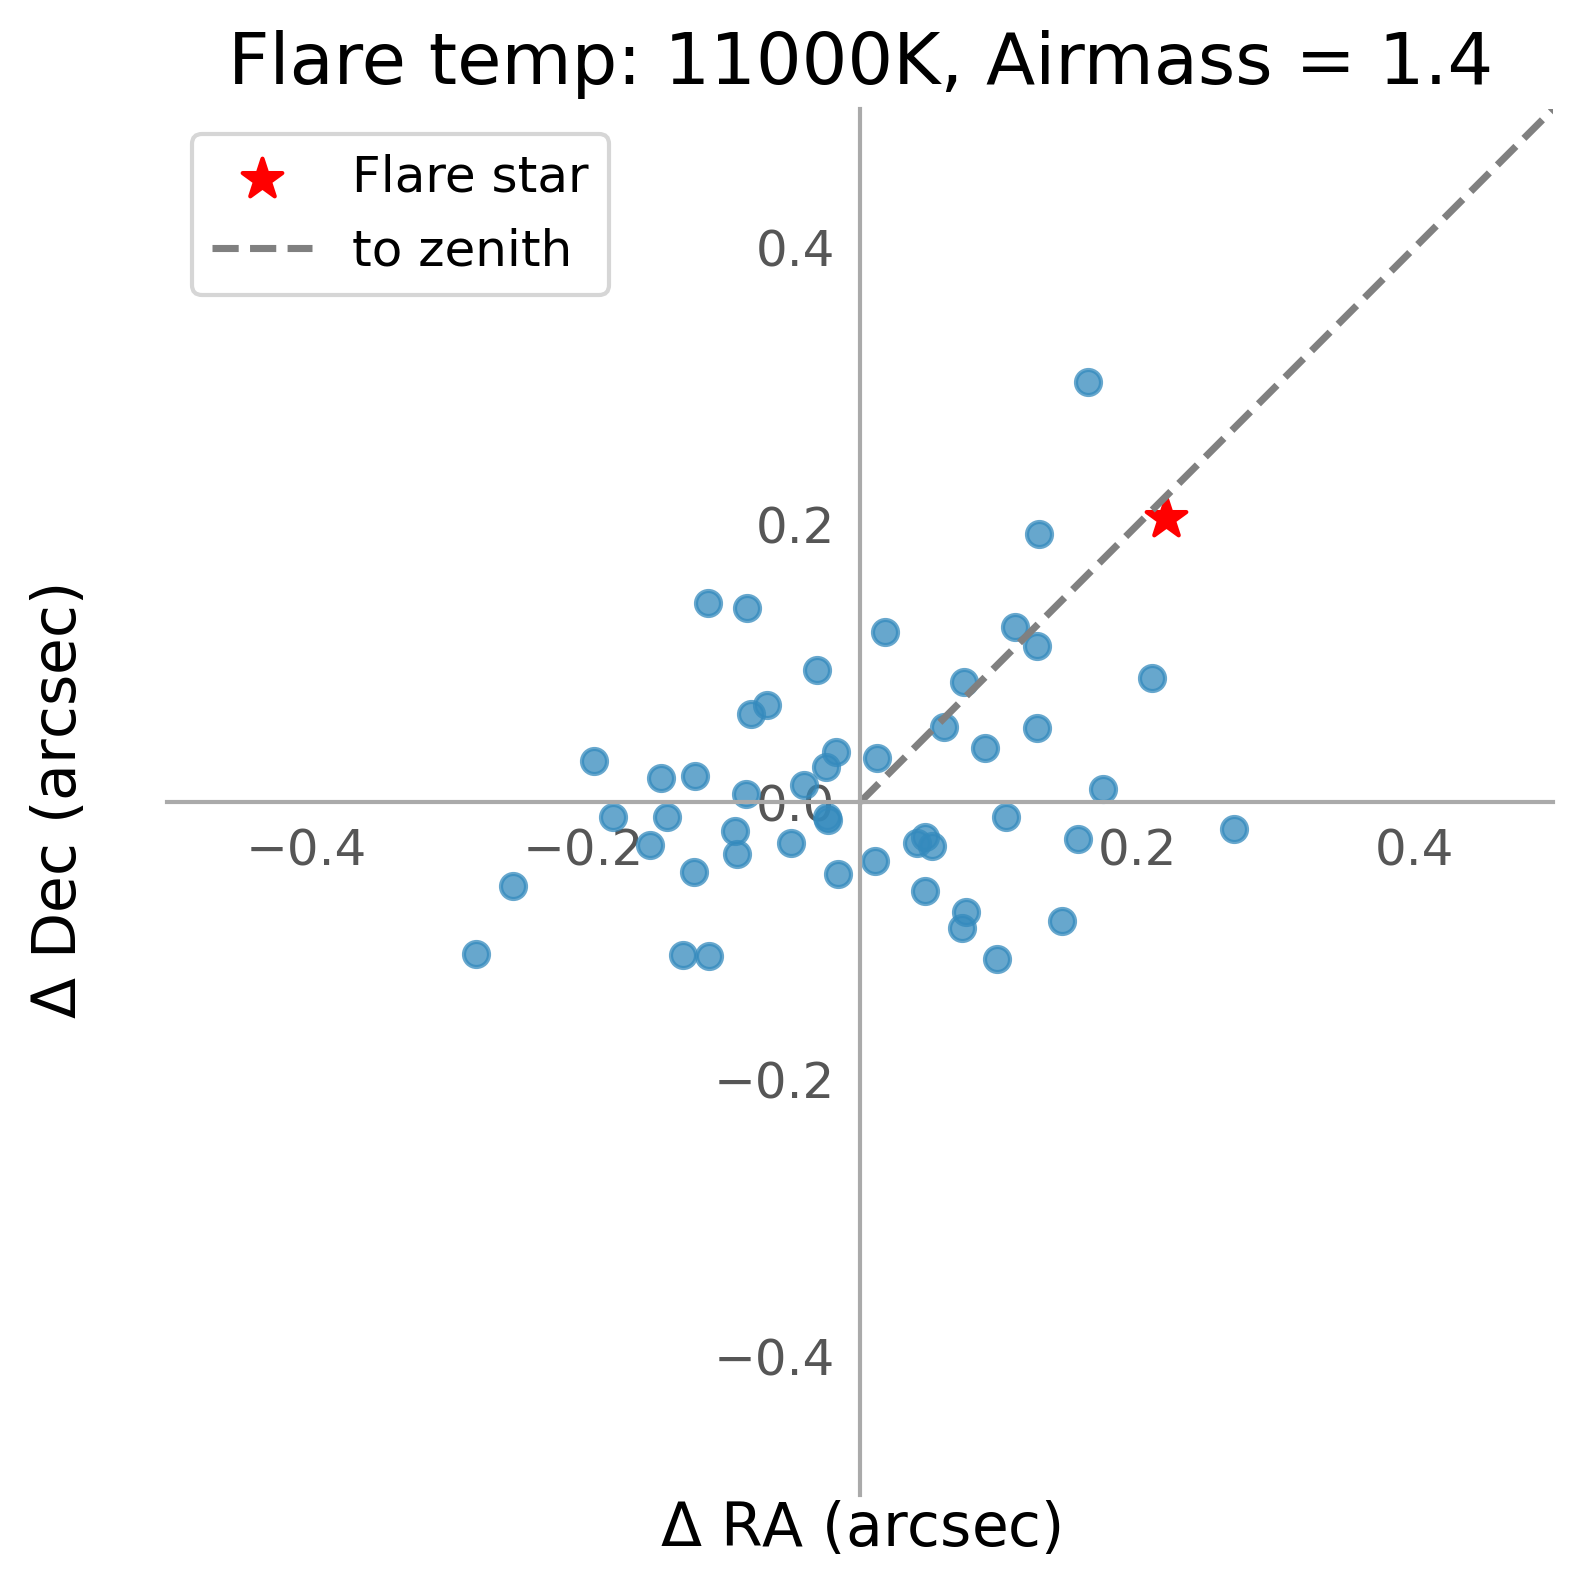 Flare temp: 11000K, Airmass = 1.4
Flare star
to zenith
0.4
0.2
0.0
−0.2
−0.4
−0.4
−0.2
0.2
0.4
Δ Dec (arcsec)
Δ RA (arcsec)